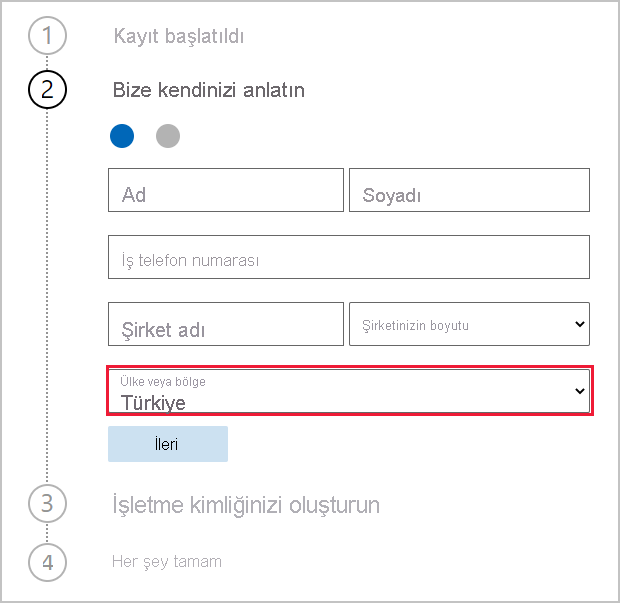 1 Kayıt başlatıldı
2 Bize kendinizi anlatın
Ad Soyadı
İş telefon numarası
Şirket adı Şirketinizin boyutu
Ülke veya bölge
Türkiye
İleri
3 İşletme kimliğinizi oluşturun
4 Her şey tamam